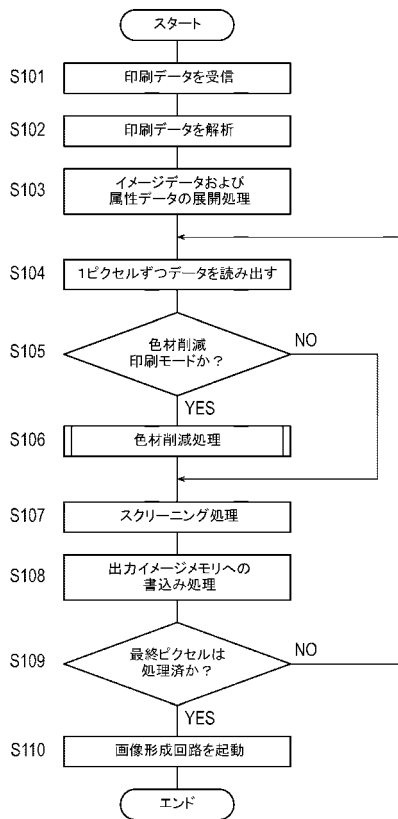 スタート
S101
印刷データを受信
S102
印刷データを解析
S103
イメージデータおよび
属性データの展開処理
S104
1ピクセルずつデータを読み出す
S105
色材削減
印刷モードか？
NO
YES
S106
色材削減処理
S107
スクリーニング処理
S108
出力イメージメモリへの
書込み処理
S109
最終ピクセルは
処理済か？
NO
YES
S110
画像形成回路を起動
エンド